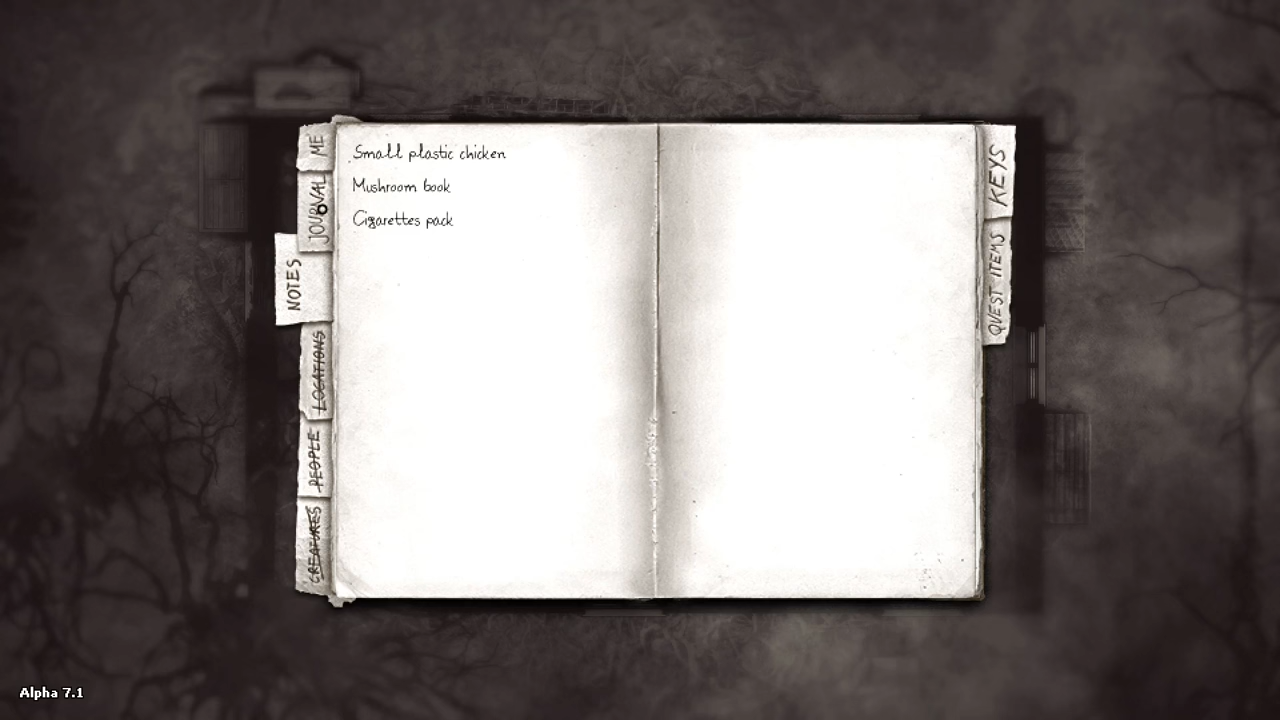 ME
JOURNAL
NOTES
LOCATIONS
PEOPLE
CREATURES
Small plastic chicken
Mushroom book
Cigarettes pack
KEYS
QUEST ITEMS
Alpha 7.1